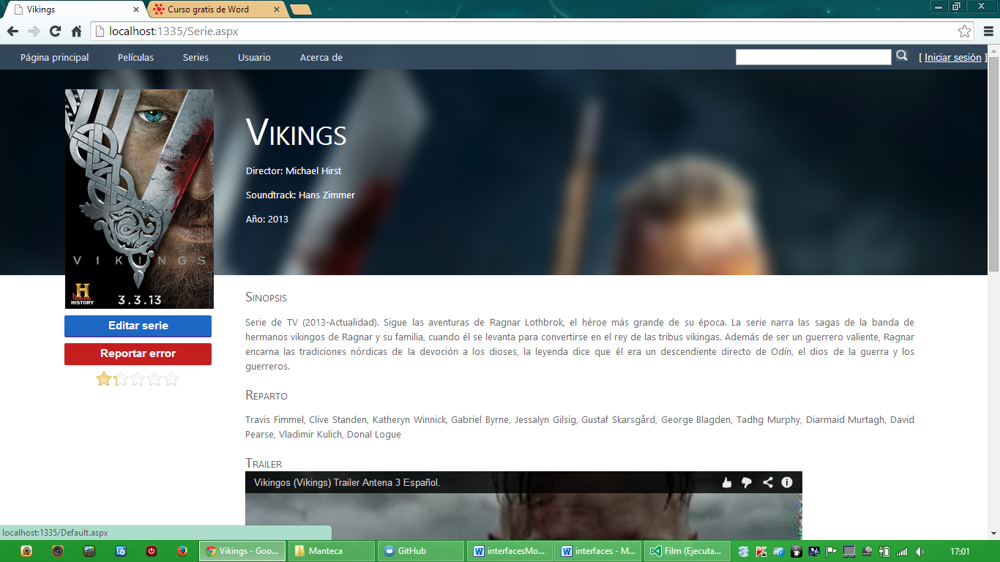 Vikings
Curso gratis de Word
localhost:1335/Serie.aspx
Página principal
Películas
Series
Usuario
Acerca de
[ Iniciar sesión ]
VIKINGS
H
HISTORY
3.3.13
Vikings
Director: Michael Hirst
Soundtrack: Hans Zimmer
Año: 2013
Editar serie
Reportar error
Sinopsis
Serie de TV (2013-Actualidad). Sigue las aventuras de Ragnar Lothbrok, el héroe más grande de su época. La serie narra las sagas de la banda de
hermanos vikingos de Ragnar y su familia, cuando él se levanta para convertirse en el rey de las tribus vikingas. Además de ser un guerrero valiente, Ragnar
encarna las tradiciones nórdicas de la devoción a los dioses, la leyenda dice que él era un descendiente directo de Odín, el dios de la guerra y los
guerreros.
Reparto
Travis Fimmel, Clive Standen, Katheryn Winnick, Gabriel Byrne, Jessalyn Gilsig, Gustaf Skarsgård, George Blagden, Tadhg Murphy, Diarmaid Murtagh, David
Pearse, Vladimir Kulich, Donal Logue
Trailer
Vikingos (Vikings) Trailer Antena 3 Español.
localhost:1335/Default.aspx
Vikings - Goo...
Manteca
GitHub
interfacesMo...
interfaces - M...
Film (Ejecuta...
17:01